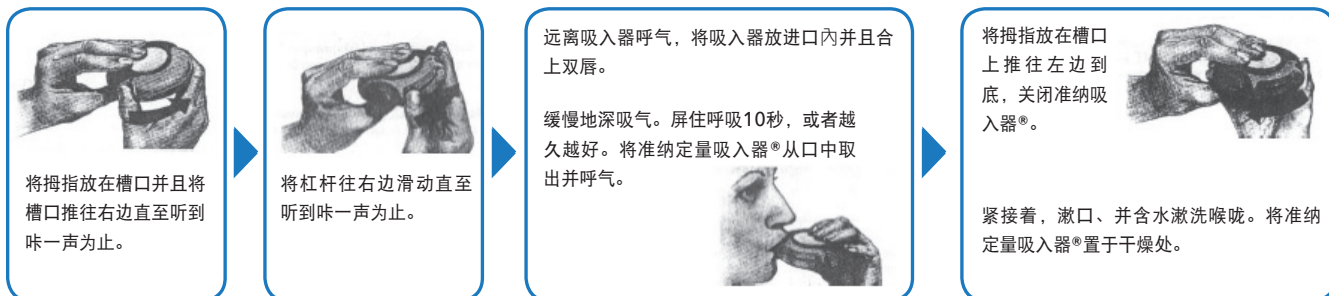 将拇指放在槽口并且将
槽口推往右边直至听到
咔一声为止。
将杠杆往右边滑动直至
听到咔一声为止。
远离吸入器呼气，将吸入器放进口內并且合
上双唇。
缓慢地深吸气。屏住呼吸10秒，或者越
久越好。将准纳定量吸入器®从口中取
出并呼气。
将拇指放在槽口
上推往左边到
底，关闭准纳吸
入器®。
紧接着，漱口、并含水漱洗喉咙。将准纳
定量吸入器®置于干燥处。